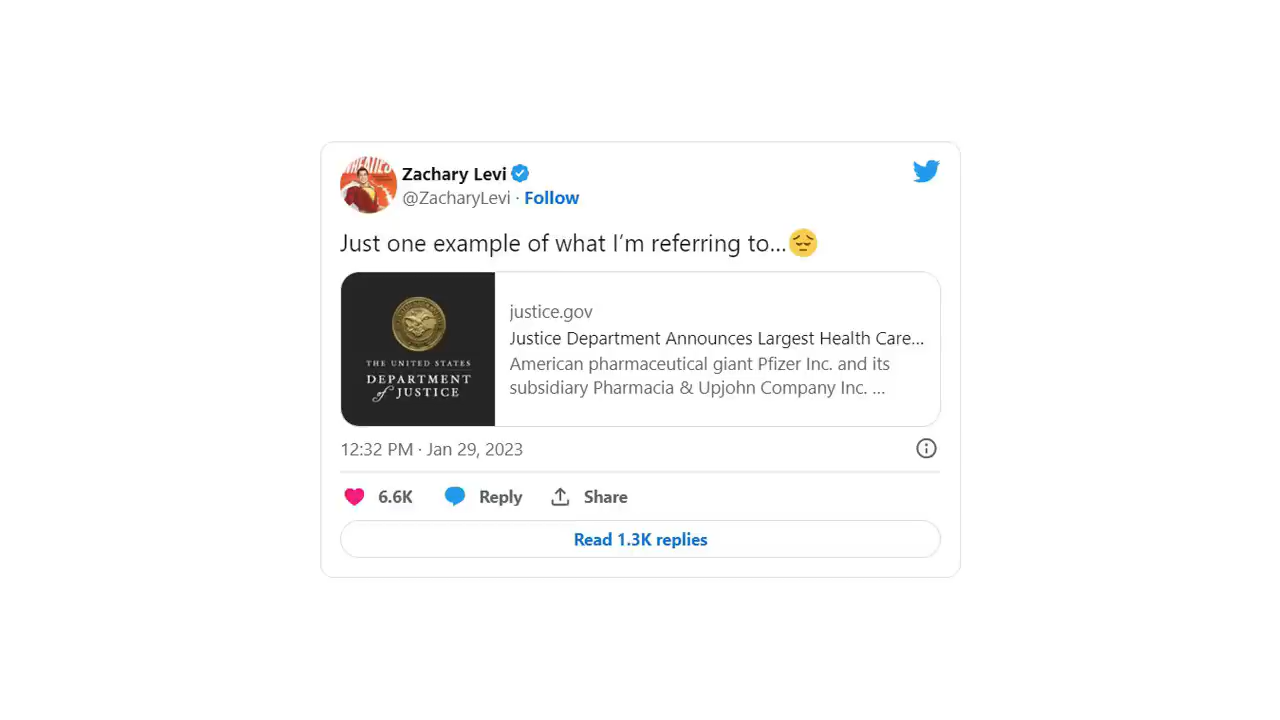 Zachary Levi
@ZacharyLevi · Follow
Just one example of what I'm referring to...😔
justice.gov
Justice Department Announces Largest Health Care...
American pharmaceutical giant Pfizer Inc. and its
subsidiary Pharmacia & Upjohn Company Inc. ...
THE UNITED STATES
DEPARTMENT
of JUSTICE
12:32 PM · Jan 29, 2023
6.6K Reply Share
Read 1.3K replies